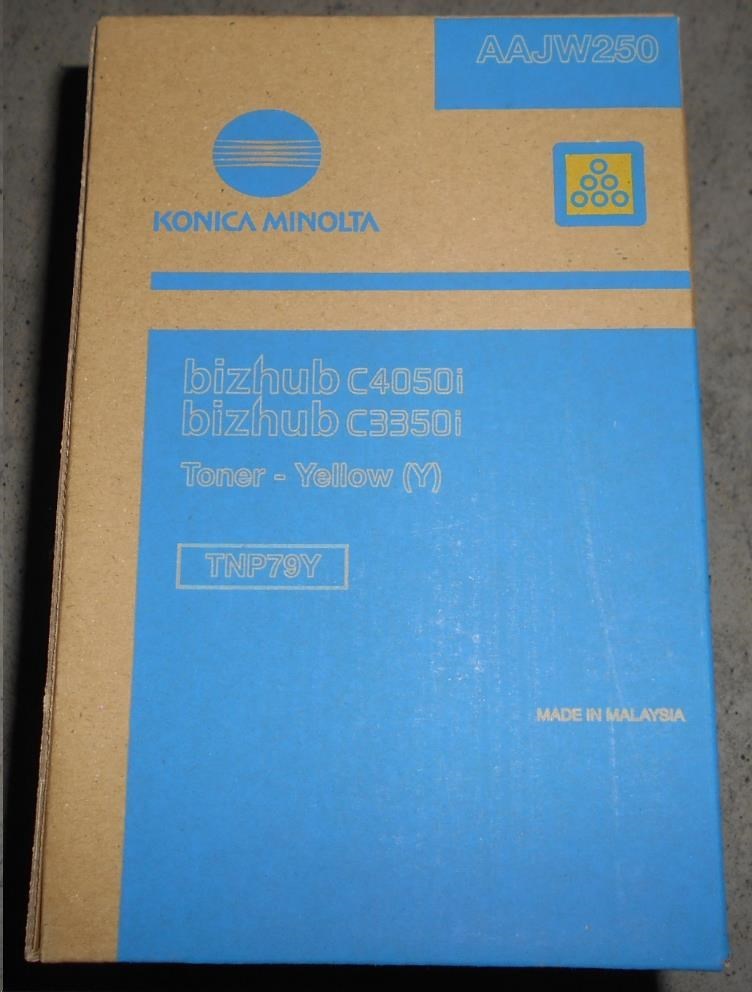 AAJW250
KONICA MINOLTA
bizhub C4050i
bizhub C3350i
Toner - Yellow (Y)
TNP79Y
MADE IN MALAYSIA